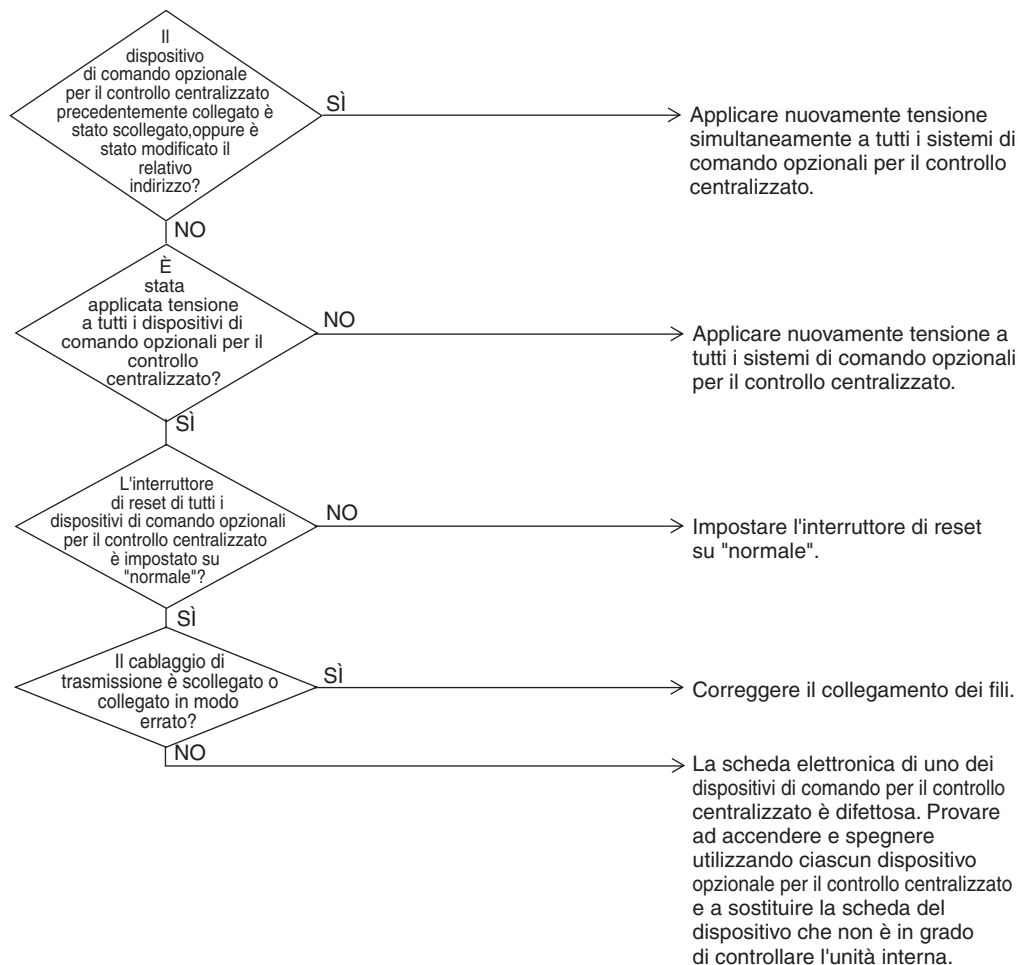 Il
dispositivo
di comando opzionale
per il controllo centralizzato
precedentemente collegato è
stato scollegato,oppure è
stato modificato il
relativo
indirizzo?
SÌ
Applicare nuovamente tensione
simultaneamente a tutti i sistemi di
comando opzionali per il controllo
centralizzato.
NO
È
stata
applicata tensione
a tutti i dispositivi di
comando opzionali per il
controllo
centralizzato?
NO
Applicare nuovamente tensione a
tutti i sistemi di comando opzionali
per il controllo centralizzato.
SÌ
L'interruttore
di reset di tutti i
dispositivi di comando opzionali
per il controllo centralizzato
è impostato su
"normale"?
NO
Impostare l'interruttore di reset
su "normale".
SÌ
Il cablaggio di
trasmissione è scollegato o
collegato in modo
errato?
SÌ
Correggere il collegamento dei fili.
NO
La scheda elettronica di uno dei
dispositivi di comando per il controllo
centralizzato è difettosa. Provare
ad accendere e spegnere
utilizzando ciascun dispositivo
opzionale per il controllo centralizzato
e a sostituire la scheda del
dispositivo che non è in grado
di controllare l'unità interna.